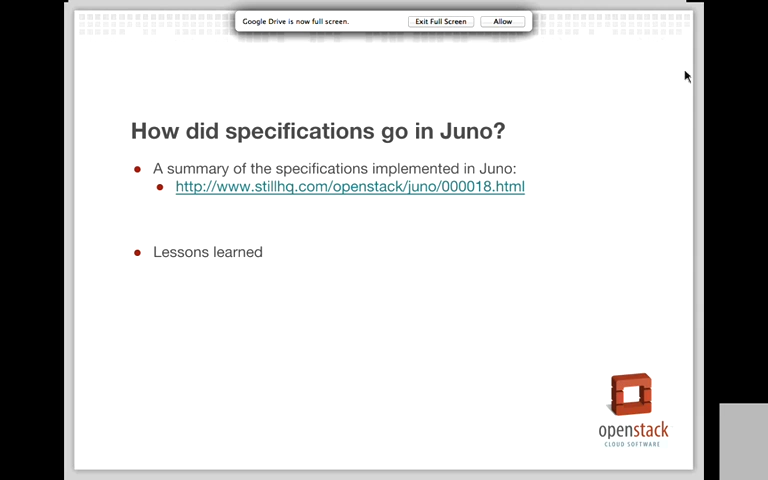 Google Drive is now full screen. Exit Full Screen Allow
How did specifications go in Juno?
A summary of the specifications implemented in Juno:
http://www.stillhq.com/openstack/juno/000018.html
Lessons learned
openstack
CLOUD SOFTWARE